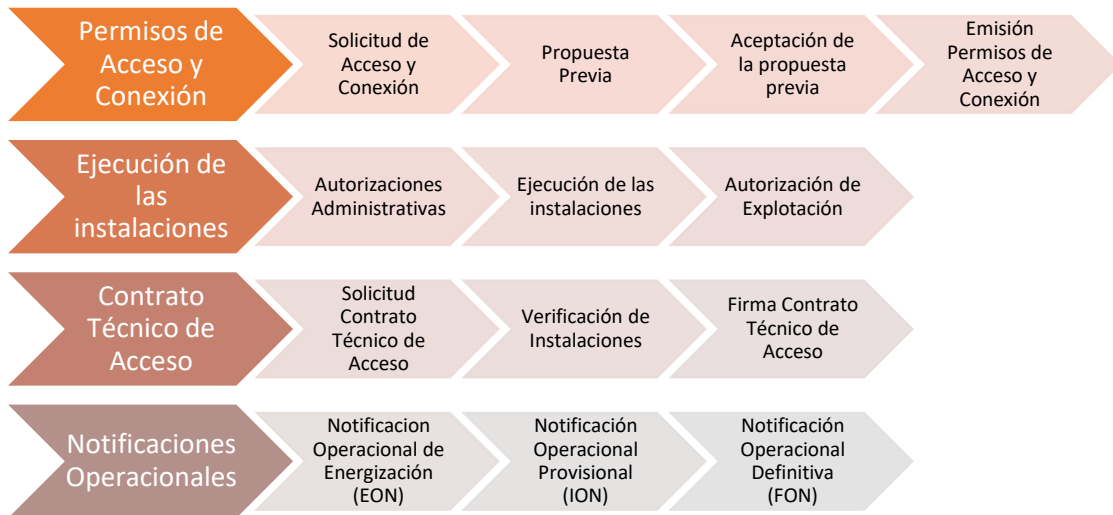 Permisos de
Acceso y
Conexión
Solicitud de
Acceso y
Conexión
Propuesta
Previa
Aceptación de
la propuesta
previa
Emisión
Permisos de
Acceso y
Conexión
Ejecución de
las
instalaciones
Autorizaciones
Administrativas
Ejecución de las
instalaciones
Autorización de
Explotación
Contrato
Técnico de
Acceso
Solicitud
Contrato
Técnico de
Acceso
Verificación de
Instalaciones
Firma Contrato
Técnico de
Acceso
Notificaciones
Operacionales
Notificacion
Operacional de
Energización
(EON)
Notificación
Operacional
Provisional
(ION)
Notificación
Operacional
Definitiva
(FON)